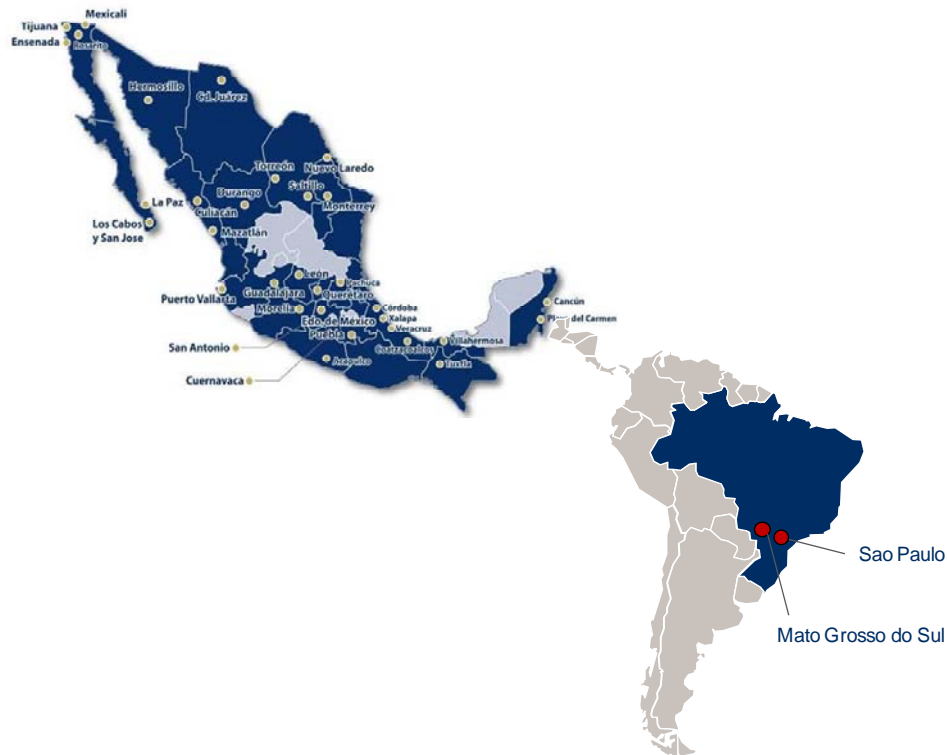 Mexicali
Tijuana
Ensenada
Rosarito
Hermosillo
Cd. Juárez
Torreón
Nuevo Laredo
Saltillo
Durango
Monterrey
La Paz
Culiacán
Los Cabos
y San Jose
Mazatlán
León
Pachuca
Puerto Vallarta
Guadalajara
Querétaro
Cancún
Morelia
Córdoba
Edo. de México
Xalapa
Playa del Carmen
Puebla
Veracruz
San Antonio
Coatzacoalcos
Villahermosa
Acapulco
Tuxtla
Cuernavaca
Sao Paulo
Mato Grosso do Sul